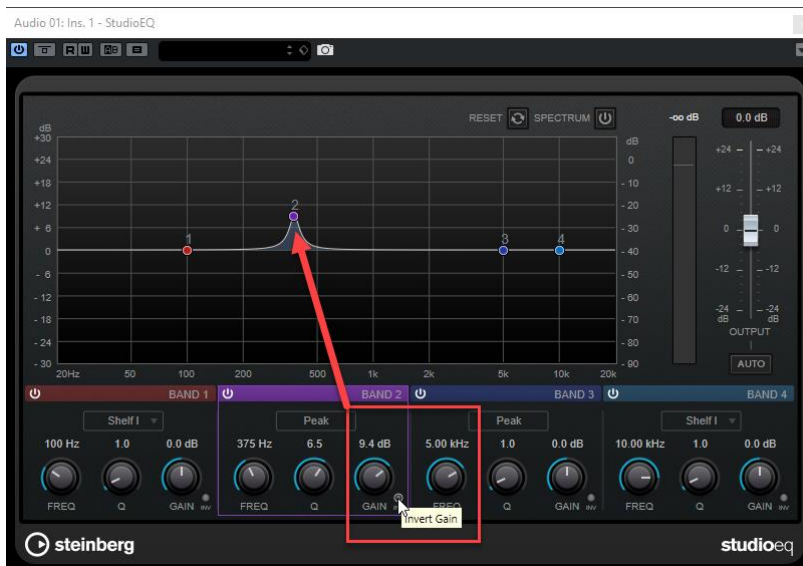 Audio 01: Ins. 1 - StudioEQ
RESET SPECTRUM -oo dB 0.0 dB
dB
+30 dB
+24 0 +24 +24
+18 - 10
+12 2 - 20 +12 +12
+ 6 - 30 0 0
0 1 3 4 - 40
- 6 - 50 -12 -12
- 12 - 60
- 18 - 70 -24 -24
dB dB
- 24 - 80 OUTPUT
- 30 - 90 AUTO
20Hz 50 100 200 500 1k 2k 5k 10k 20k
BAND 1 BAND 2 BAND 3 BAND 4
Shelf I Peak Peak Shelf I
100 Hz 1.0 0.0 dB 375 Hz 6.5 9.4 dB 5.00 kHz 1.0 0.0 dB 10.00 kHz 1.0 0.0 dB
FREQ Q GAIN INV FREQ Q GAIN FREQ Q GAIN INV FREQ Q GAIN INV
Invert Gain
steinberg studioeq